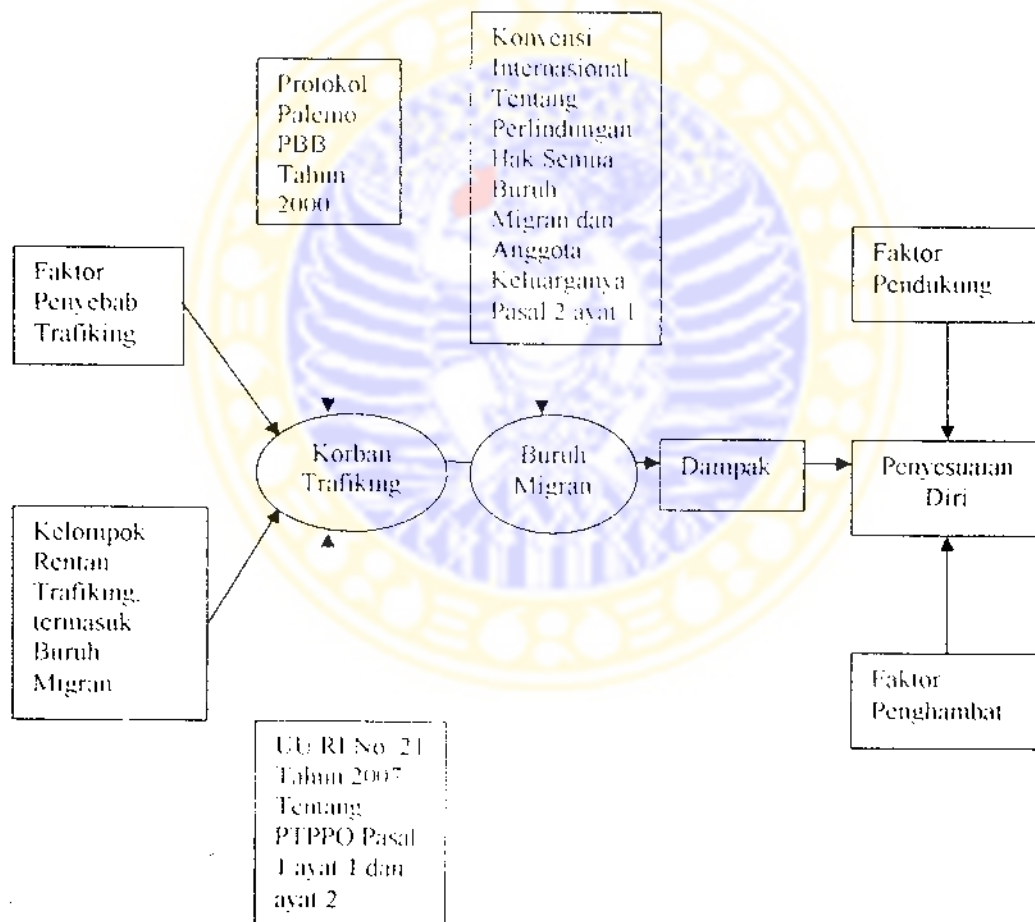 Protokol
Palemo
PBB
Tahun
2000
Konvensi
Internasional
Tentang
Perlindungan
Hak Semua
Buruh
Migran dan
Anggota
Keluarganya
Pasal 2 ayat 1
Faktor
Penyebab
Trafiking
Faktor
Pendukung
Korban
Trafiking
Buruh
Migran
Dampak
Penyesuaian
Diri
Kelompok
Rentan
Trafiking,
termasuk
Buruh
Migran
Faktor
Penghambat
UU RI No. 21
Tahun 2007
Tentang
PTPPO Pasal
1 ayat 1 dan
ayat 2